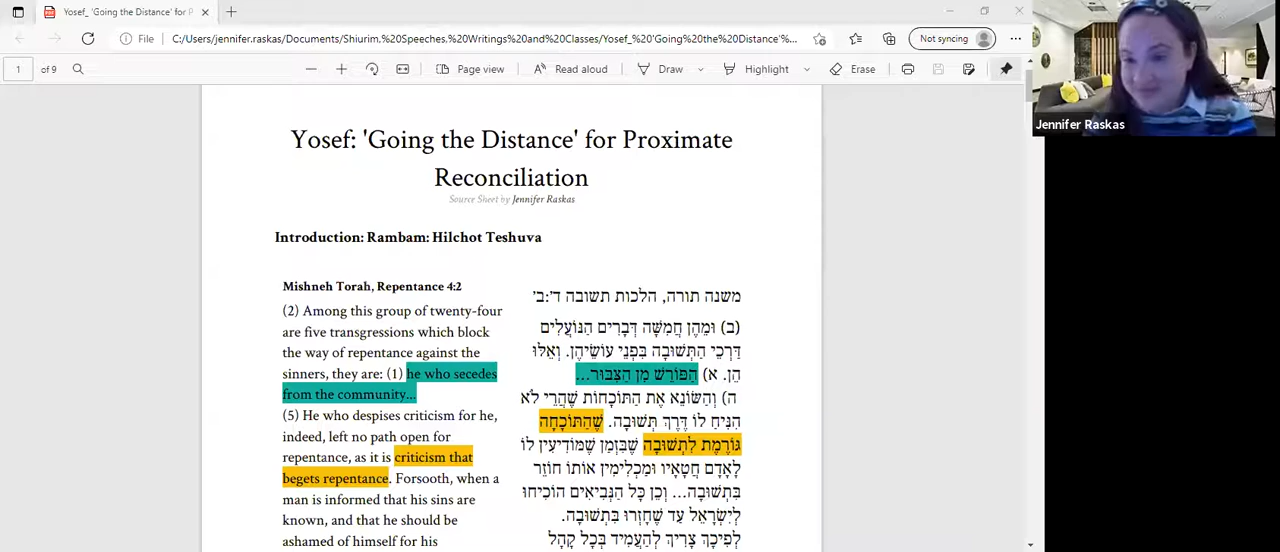 Yosef_ 'Going the Distance' for P
File
C:/Users/jennifer.raskas/Documents/Shiurim.%20Speeches.%20Writings%20and%20Classes/Yosef_%20'Going%20the%20Distance'%...
Not syncing
1 of 9
Page view
Read aloud
Draw
Highlight
Erase
Jennifer Raskas
Yosef: 'Going the Distance' for Proximate
Reconciliation
Source Sheet by Jennifer Raskas
Introduction: Rambam: Hilchot Teshuva
Mishneh Torah, Repentance 4:2
(2) Among this group of twenty-four
are five transgressions which block
the way of repentance against the
sinners, they are: (1) he who secedes
from the community...
(5) He who despises criticism for he,
indeed, left no path open for
repentance, as it is criticism that
begets repentance. Forsooth, when a
man is informed that his sins are
known, and that he should be
ashamed of himself for his
משנה תורה, הלכות תשובה ד׳:ב׳
(ב) וּמֵהֶן חֲמִשָּׁה דְּבָרִים הַנּוֹעֲלִים
דַּרְכֵי הַתְּשׁוּבָה בִּפְנֵי עוֹשֵׂיהֶן. וְאֵלּוּ
הֵן. א) הַפּוֹרֵשׁ מִן הַצִּבּוּר...
ה) וְהַשּׂוֹנֵא אֶת הַתּוֹכָחוֹת שֶׁהֲרֵי לֹא
הִנִּיחַ לוֹ דֶּרֶךְ תְּשׁוּבָה. שֶׁהַתּוֹכָחָה
גּוֹרֶמֶת לִתְשׁוּבָה שֶׁבִּזְמַן שֶׁמּוֹדִיעִין לוֹ
לָאָדָם חֲטָאָיו וּמַכְלִימִין אוֹתוֹ חוֹזֵר
בִּתְשׁוּבָה... וְכֵן כָּל הַנְּבִיאִים הוֹכִיחוּ
לְיִשְׂרָאֵל עַד שֶׁחָזְרוּ בִּתְשׁוּבָה.
לְפִיכָךְ צָרִיךְ לְהַעֲמִיד בְּכָל קָהָל